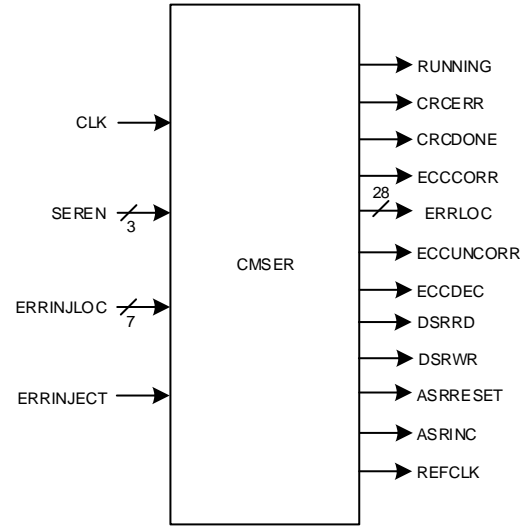 RUNNING
CRCERR
CLK
CRCDONE
ECCCORR
28
SEREN
3
ERRLOC
ECCUNCORR
CMSER
ECCDEC
ERRINJLOC
7
DSRRD
DSRWR
ERRINJECT
ASRRESET
ASRINC
REFCLK